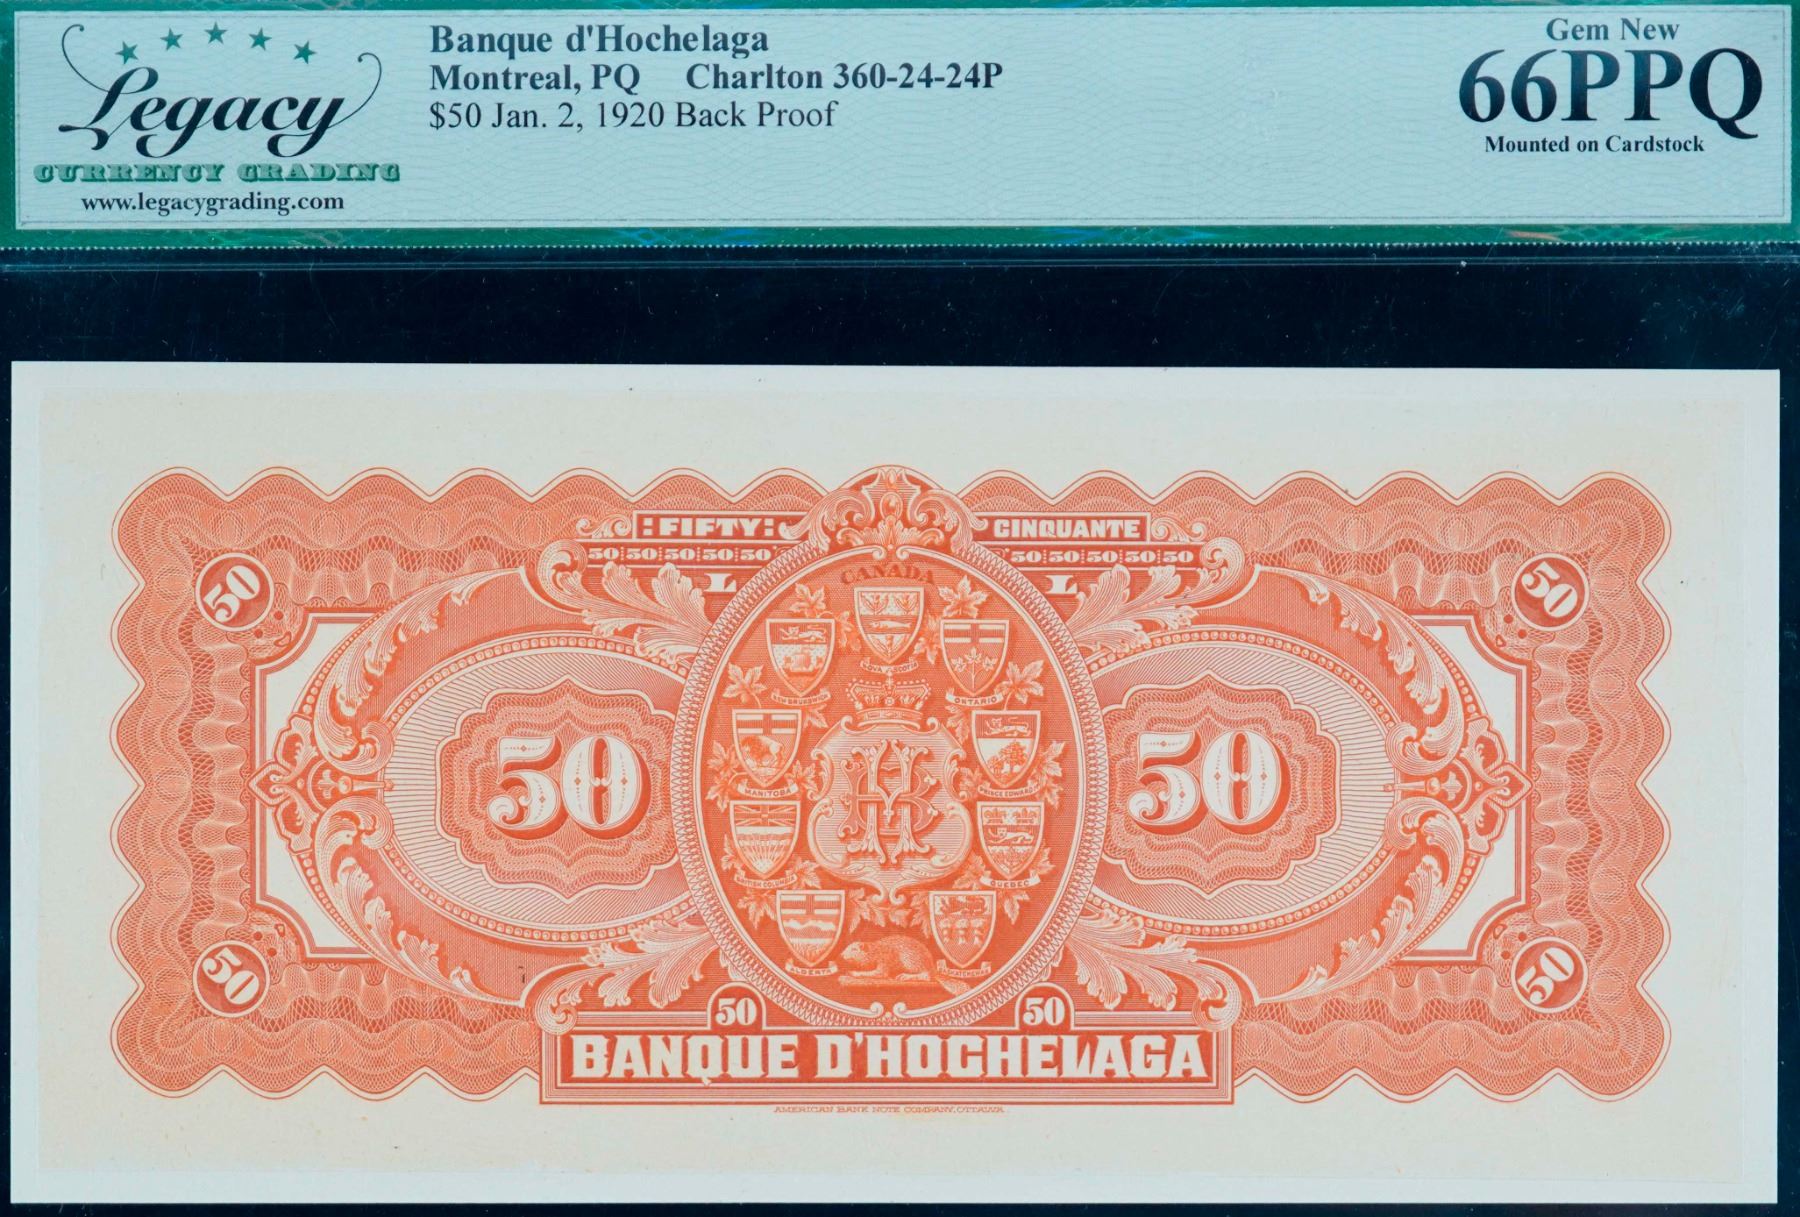 Legacy
CURRENCY GRADING
www.legacygrading.com
Banque d'Hochelaga
Montreal, PQ Charlton 360-24-24P
$50 Jan. 2, 1920 Back Proof
Gem New
66PPQ
Mounted on Cardstock
FIFTY CINQUANTE
50 50 50 50 50 50 50 50 50 50
L L
CANADA
50 50
NOVA SCOTIA
NEW BRUNSWICK ONTARIO
MANITOBA PRINCE EDWARD
50 HB 50
BRITISH COLUMBIA QUEBEC
ALBERTA SASKATCHEWAN
50 50
50 50
BANQUE D'HOCHELAGA
AMERICAN BANK NOTE COMPANY, OTTAWA.